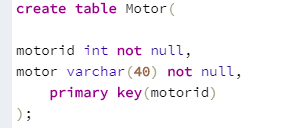 create table Motor(
motorid int not null,
motor varchar(40) not null,
primary key(motorid)
);